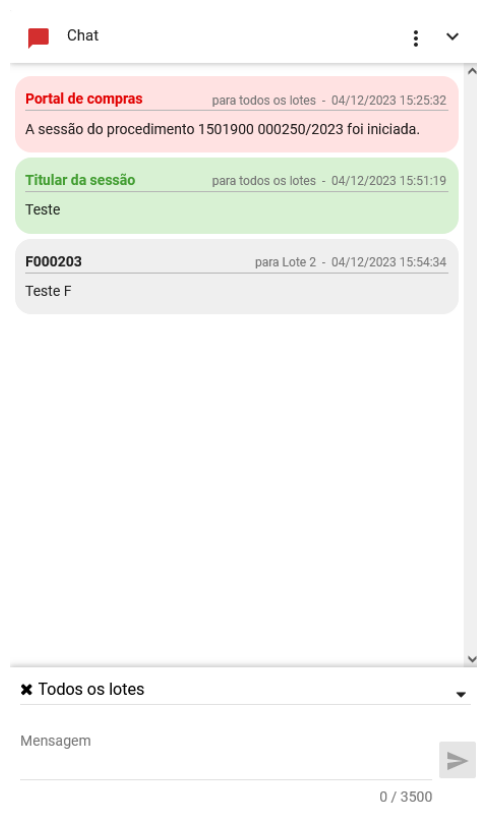 Chat
Portal de compras para todos os lotes - 04/12/2023 15:25:32
A sessão do procedimento 1501900 000250/2023 foi iniciada.
Titular da sessão para todos os lotes - 04/12/2023 15:51:19
Teste
F000203 para Lote 2 - 04/12/2023 15:54:34
Teste F
✖ Todos os lotes
Mensagem
0 / 3500